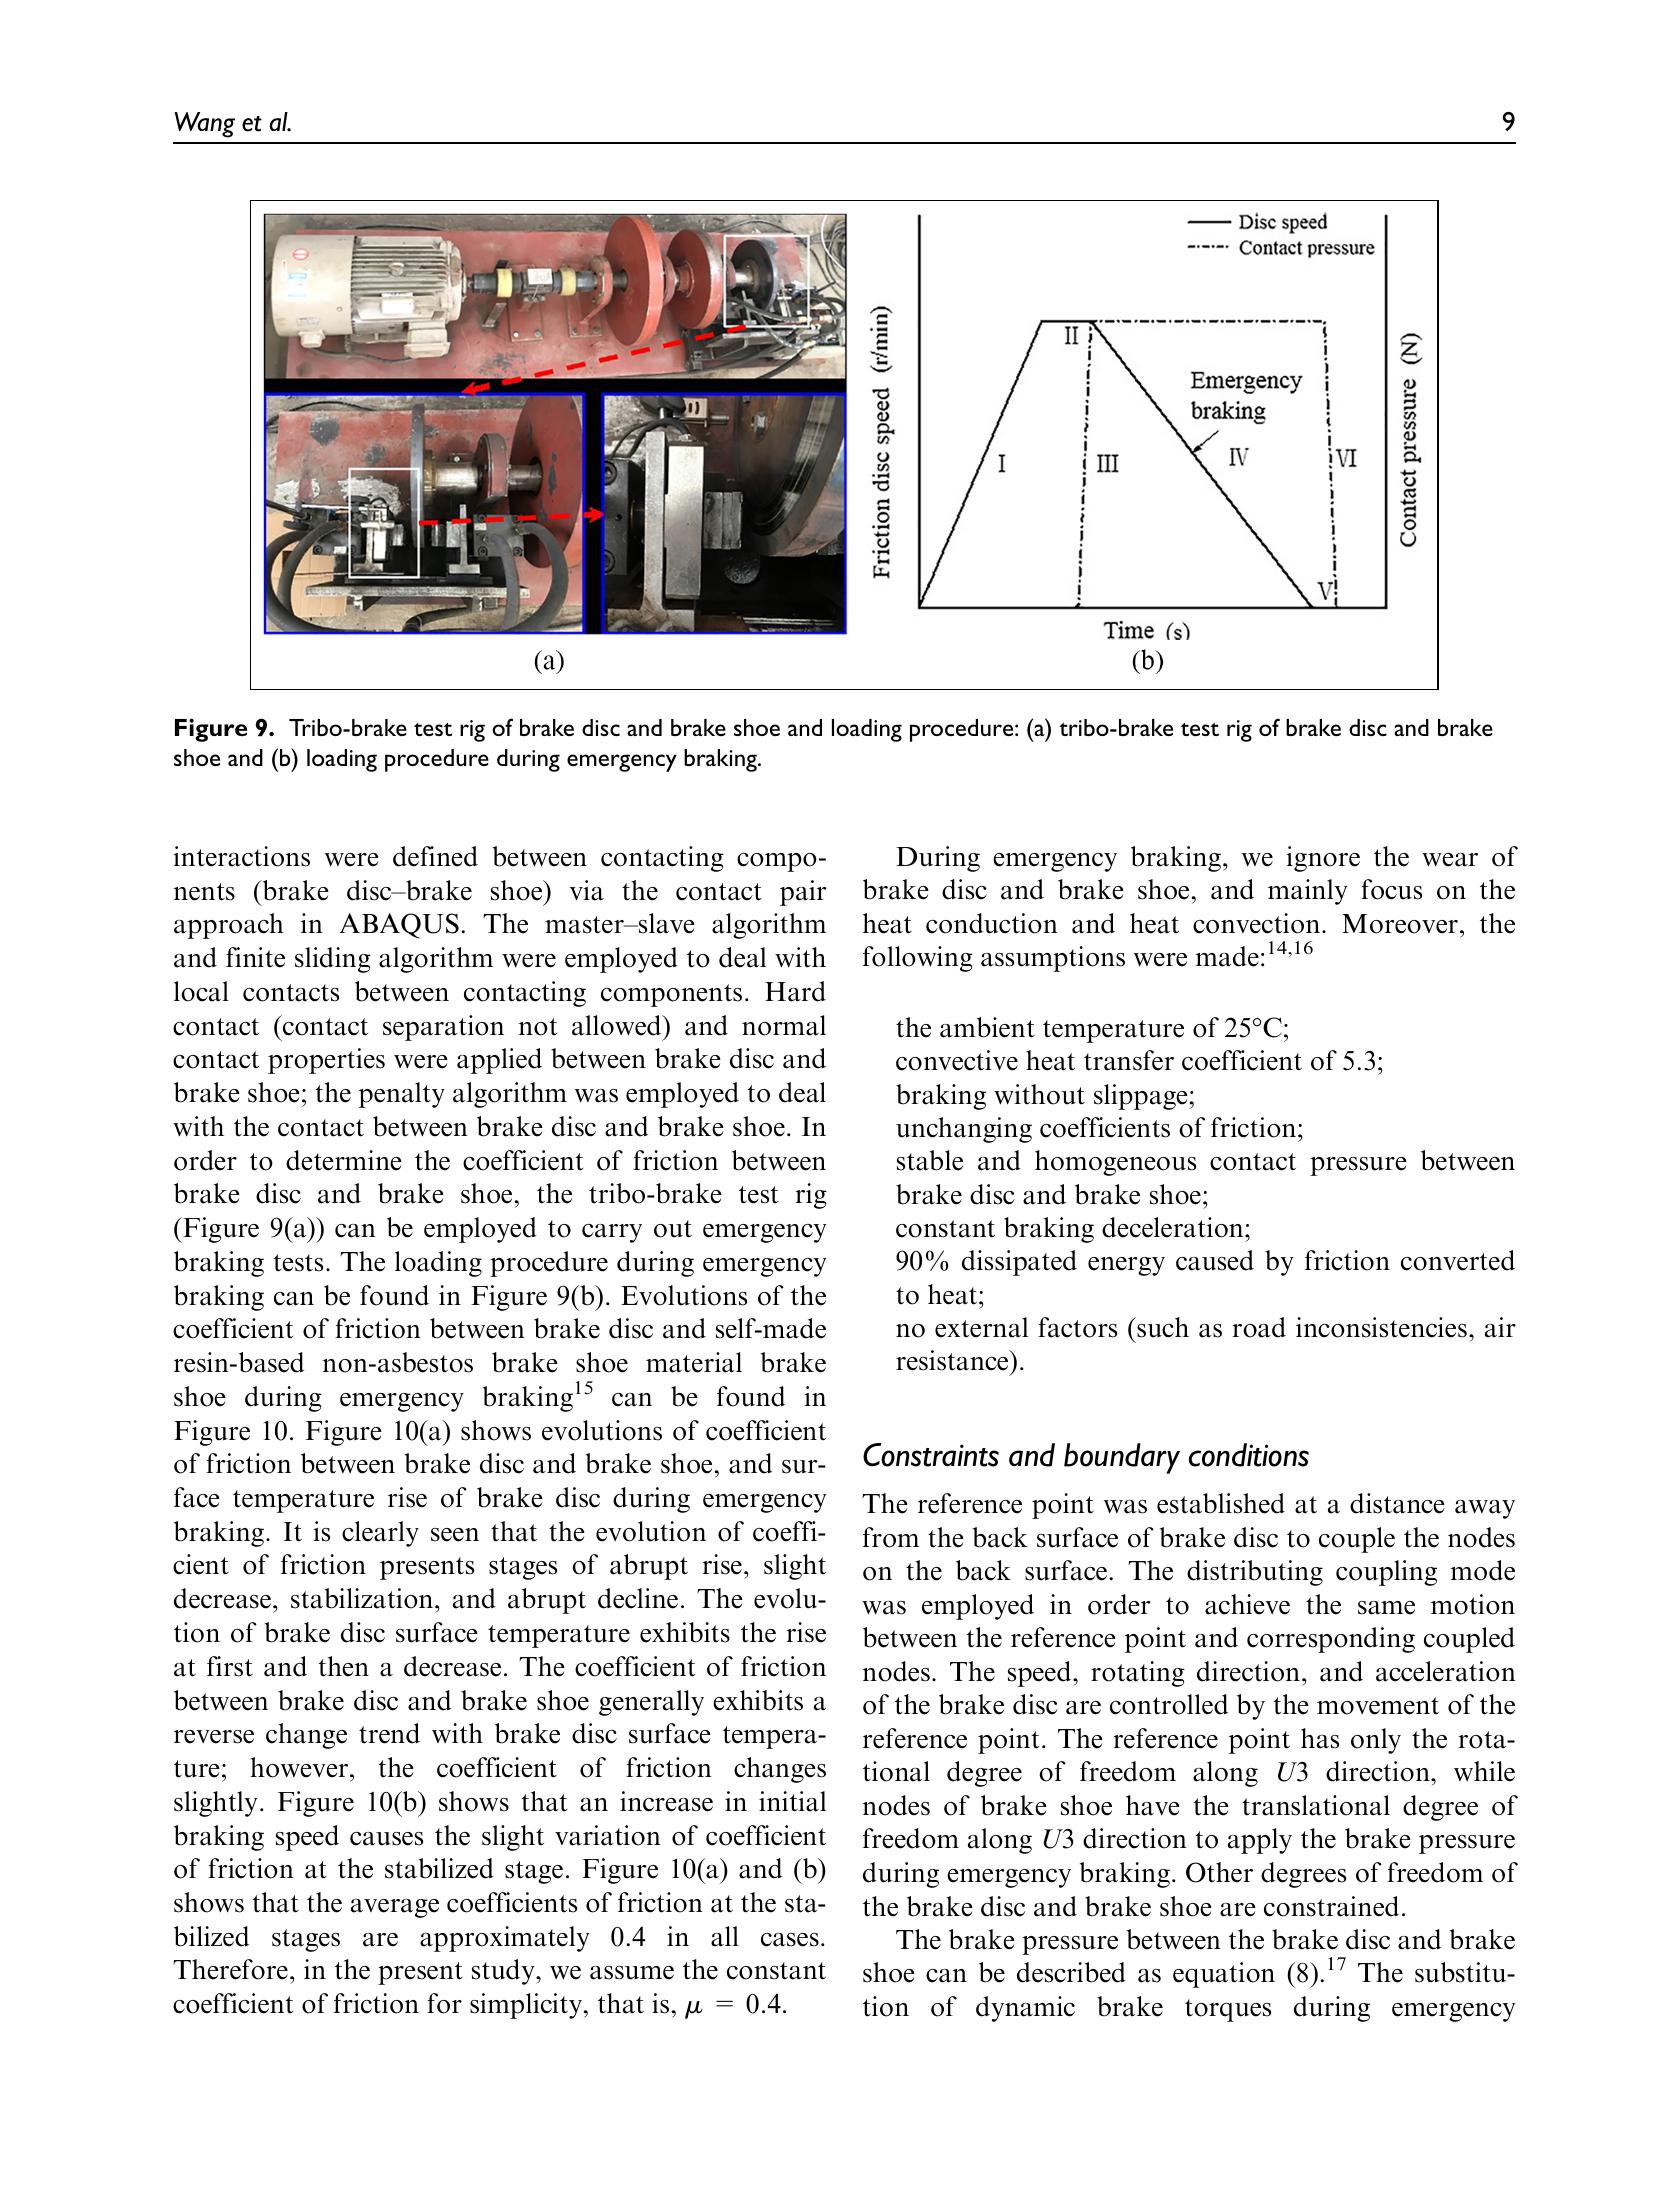 Wang et al.
9
Disc speed
Contact pressure
Friction disc speed (r/min)
Contact pressure (N)
I
II
III
Emergency
braking
IV
V
VI
Time (s)
(a)
(b)
Figure 9. Tribo-brake test rig of brake disc and brake shoe and loading procedure: (a) tribo-brake test rig of brake disc and brake
shoe and (b) loading procedure during emergency braking.
interactions were defined between contacting compo-
nents (brake disc–brake shoe) via the contact pair
approach in ABAQUS. The master–slave algorithm
and finite sliding algorithm were employed to deal with
local contacts between contacting components. Hard
contact (contact separation not allowed) and normal
contact properties were applied between brake disc and
brake shoe; the penalty algorithm was employed to deal
with the contact between brake disc and brake shoe. In
order to determine the coefficient of friction between
brake disc and brake shoe, the tribo-brake test rig
(Figure 9(a)) can be employed to carry out emergency
braking tests. The loading procedure during emergency
braking can be found in Figure 9(b). Evolutions of the
coefficient of friction between brake disc and self-made
resin-based non-asbestos brake shoe material brake
shoe during emergency braking15 can be found in
Figure 10. Figure 10(a) shows evolutions of coefficient
of friction between brake disc and brake shoe, and sur-
face temperature rise of brake disc during emergency
braking. It is clearly seen that the evolution of coeffi-
cient of friction presents stages of abrupt rise, slight
decrease, stabilization, and abrupt decline. The evolu-
tion of brake disc surface temperature exhibits the rise
at first and then a decrease. The coefficient of friction
between brake disc and brake shoe generally exhibits a
reverse change trend with brake disc surface tempera-
ture; however, the coefficient of friction changes
slightly. Figure 10(b) shows that an increase in initial
braking speed causes the slight variation of coefficient
of friction at the stabilized stage. Figure 10(a) and (b)
shows that the average coefficients of friction at the sta-
bilized stages are approximately 0.4 in all cases.
Therefore, in the present study, we assume the constant
coefficient of friction for simplicity, that is, μ = 0.4.
During emergency braking, we ignore the wear of
brake disc and brake shoe, and mainly focus on the
heat conduction and heat convection. Moreover, the
following assumptions were made:14,16
the ambient temperature of 25°C;
convective heat transfer coefficient of 5.3;
braking without slippage;
unchanging coefficients of friction;
stable and homogeneous contact pressure between
brake disc and brake shoe;
constant braking deceleration;
90% dissipated energy caused by friction converted
to heat;
no external factors (such as road inconsistencies, air
resistance).
Constraints and boundary conditions
The reference point was established at a distance away
from the back surface of brake disc to couple the nodes
on the back surface. The distributing coupling mode
was employed in order to achieve the same motion
between the reference point and corresponding coupled
nodes. The speed, rotating direction, and acceleration
of the brake disc are controlled by the movement of the
reference point. The reference point has only the rota-
tional degree of freedom along U3 direction, while
nodes of brake shoe have the translational degree of
freedom along U3 direction to apply the brake pressure
during emergency braking. Other degrees of freedom of
the brake disc and brake shoe are constrained.
The brake pressure between the brake disc and brake
shoe can be described as equation (8).17 The substitu-
tion of dynamic brake torques during emergency